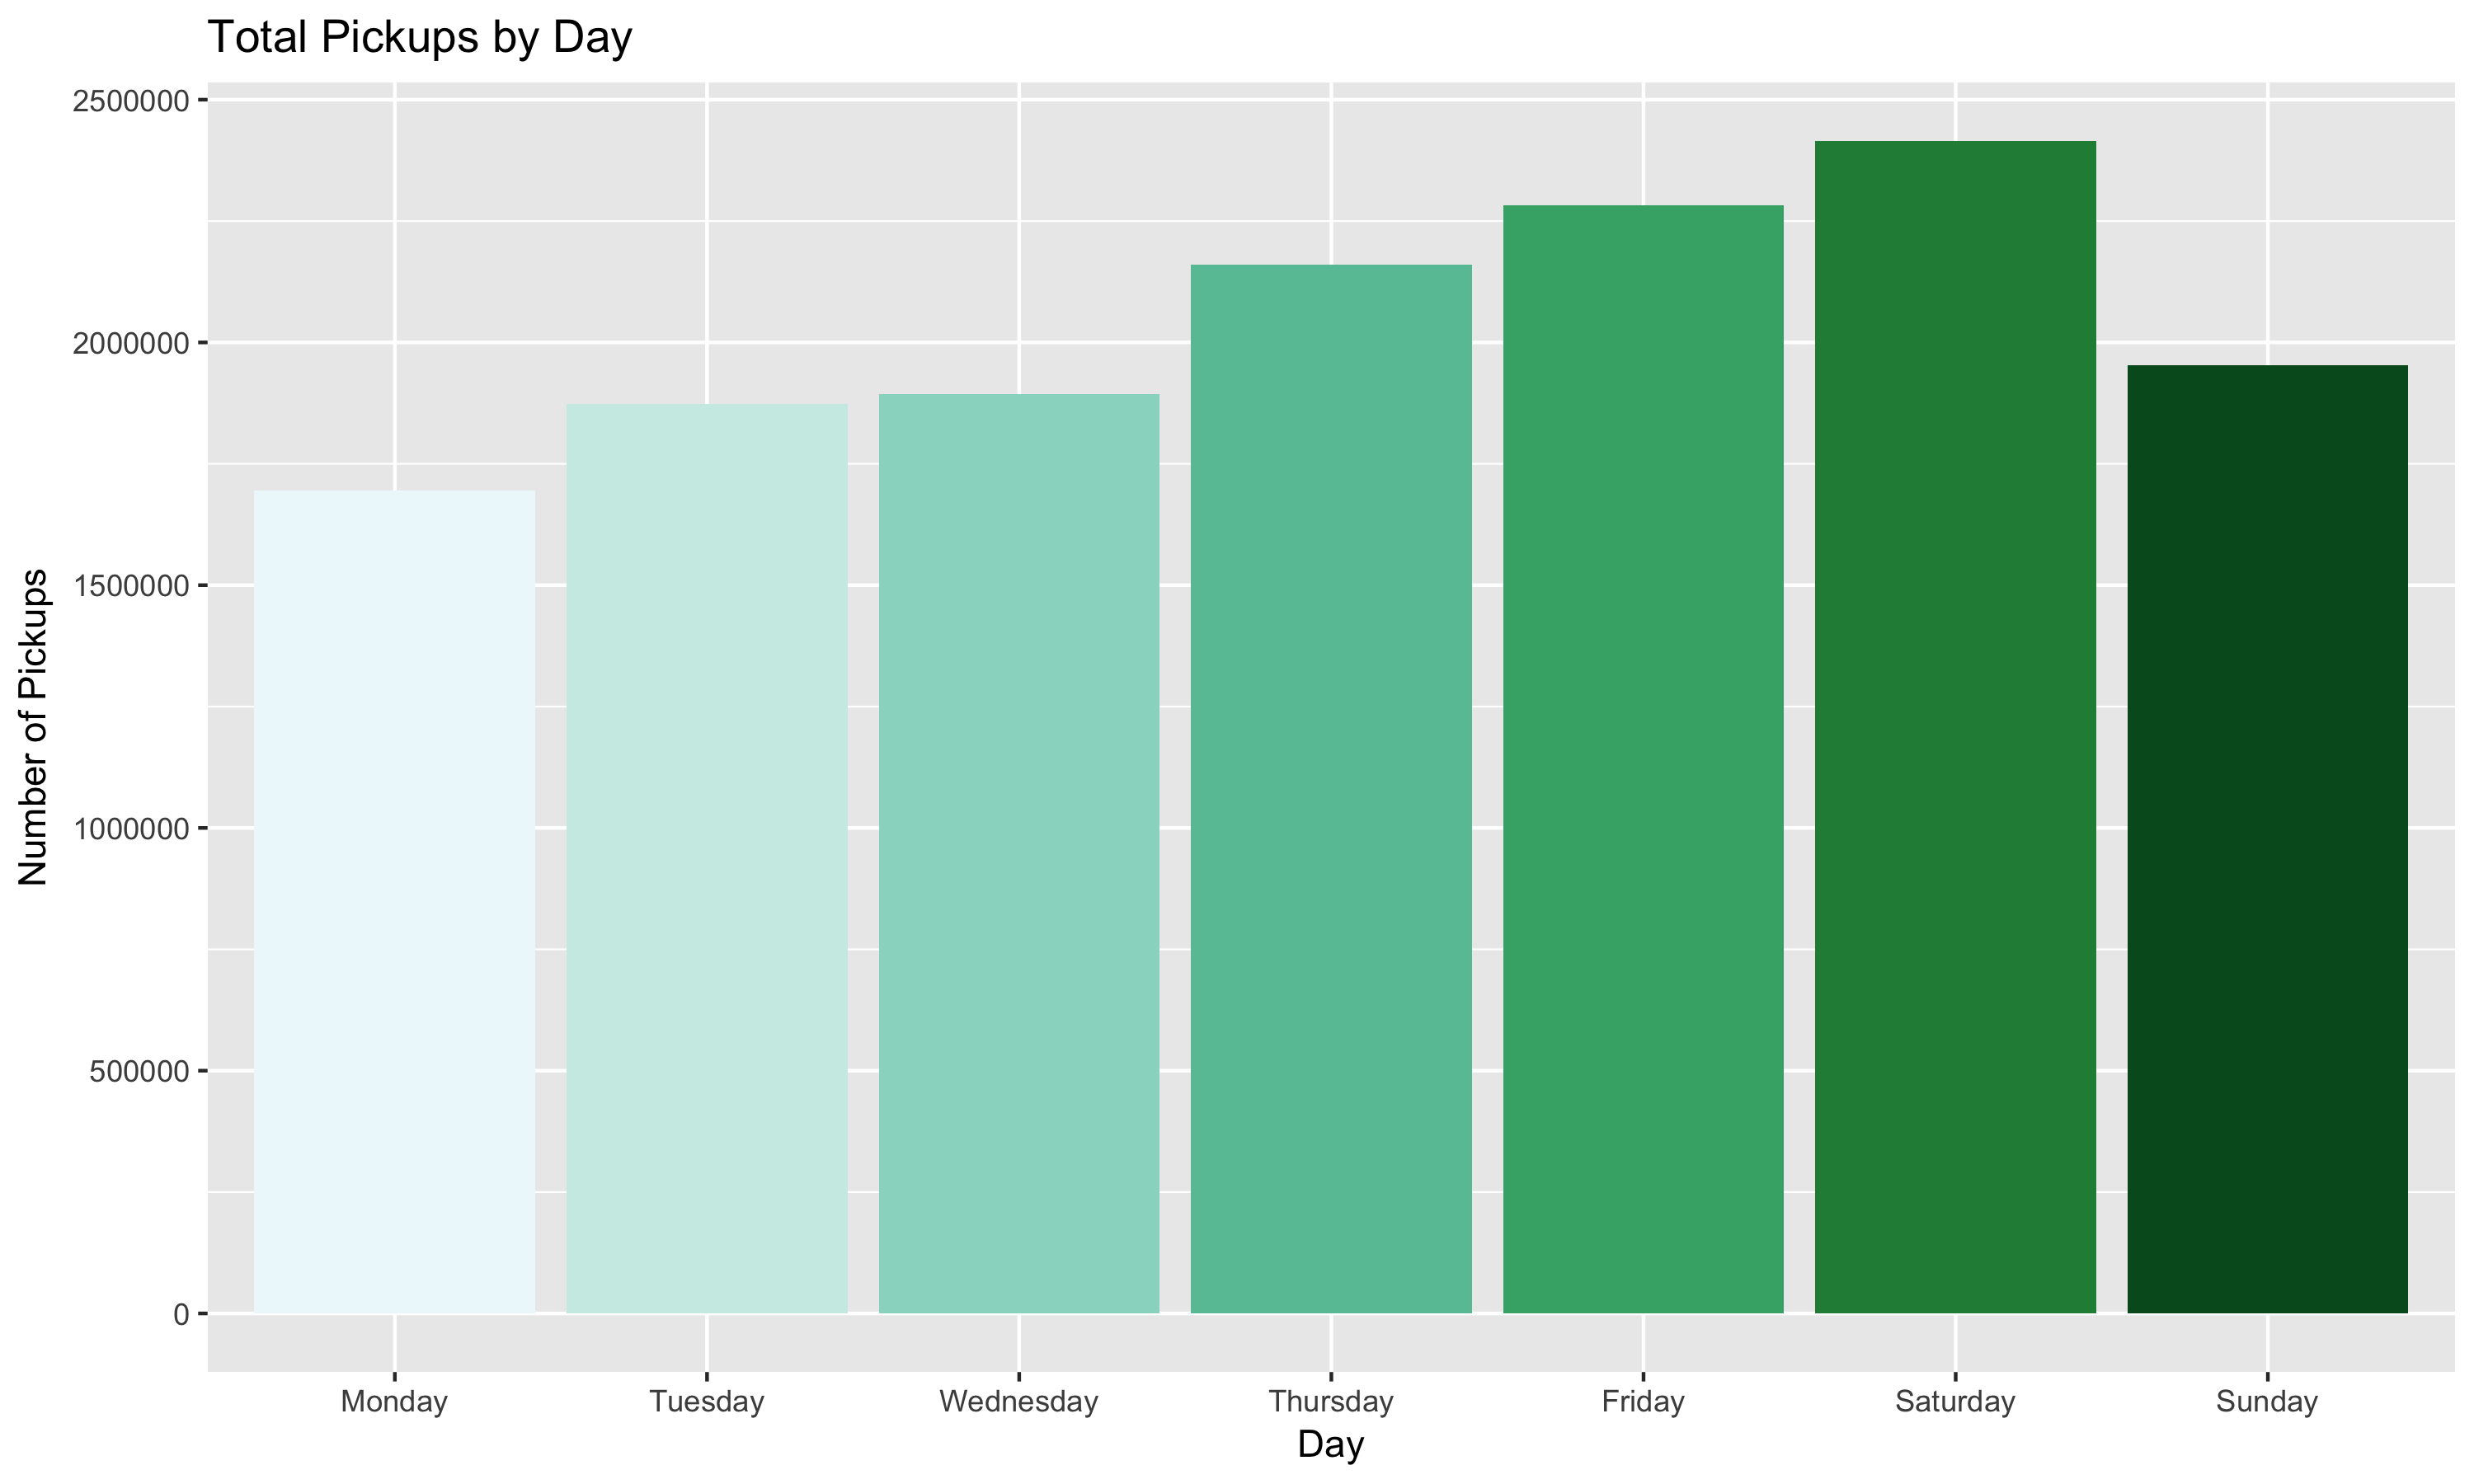 Total Pickups by Day
Number of Pickups
2500000
2000000
1500000
1000000
500000
0
Monday Tuesday Wednesday Thursday Friday Saturday Sunday
Day